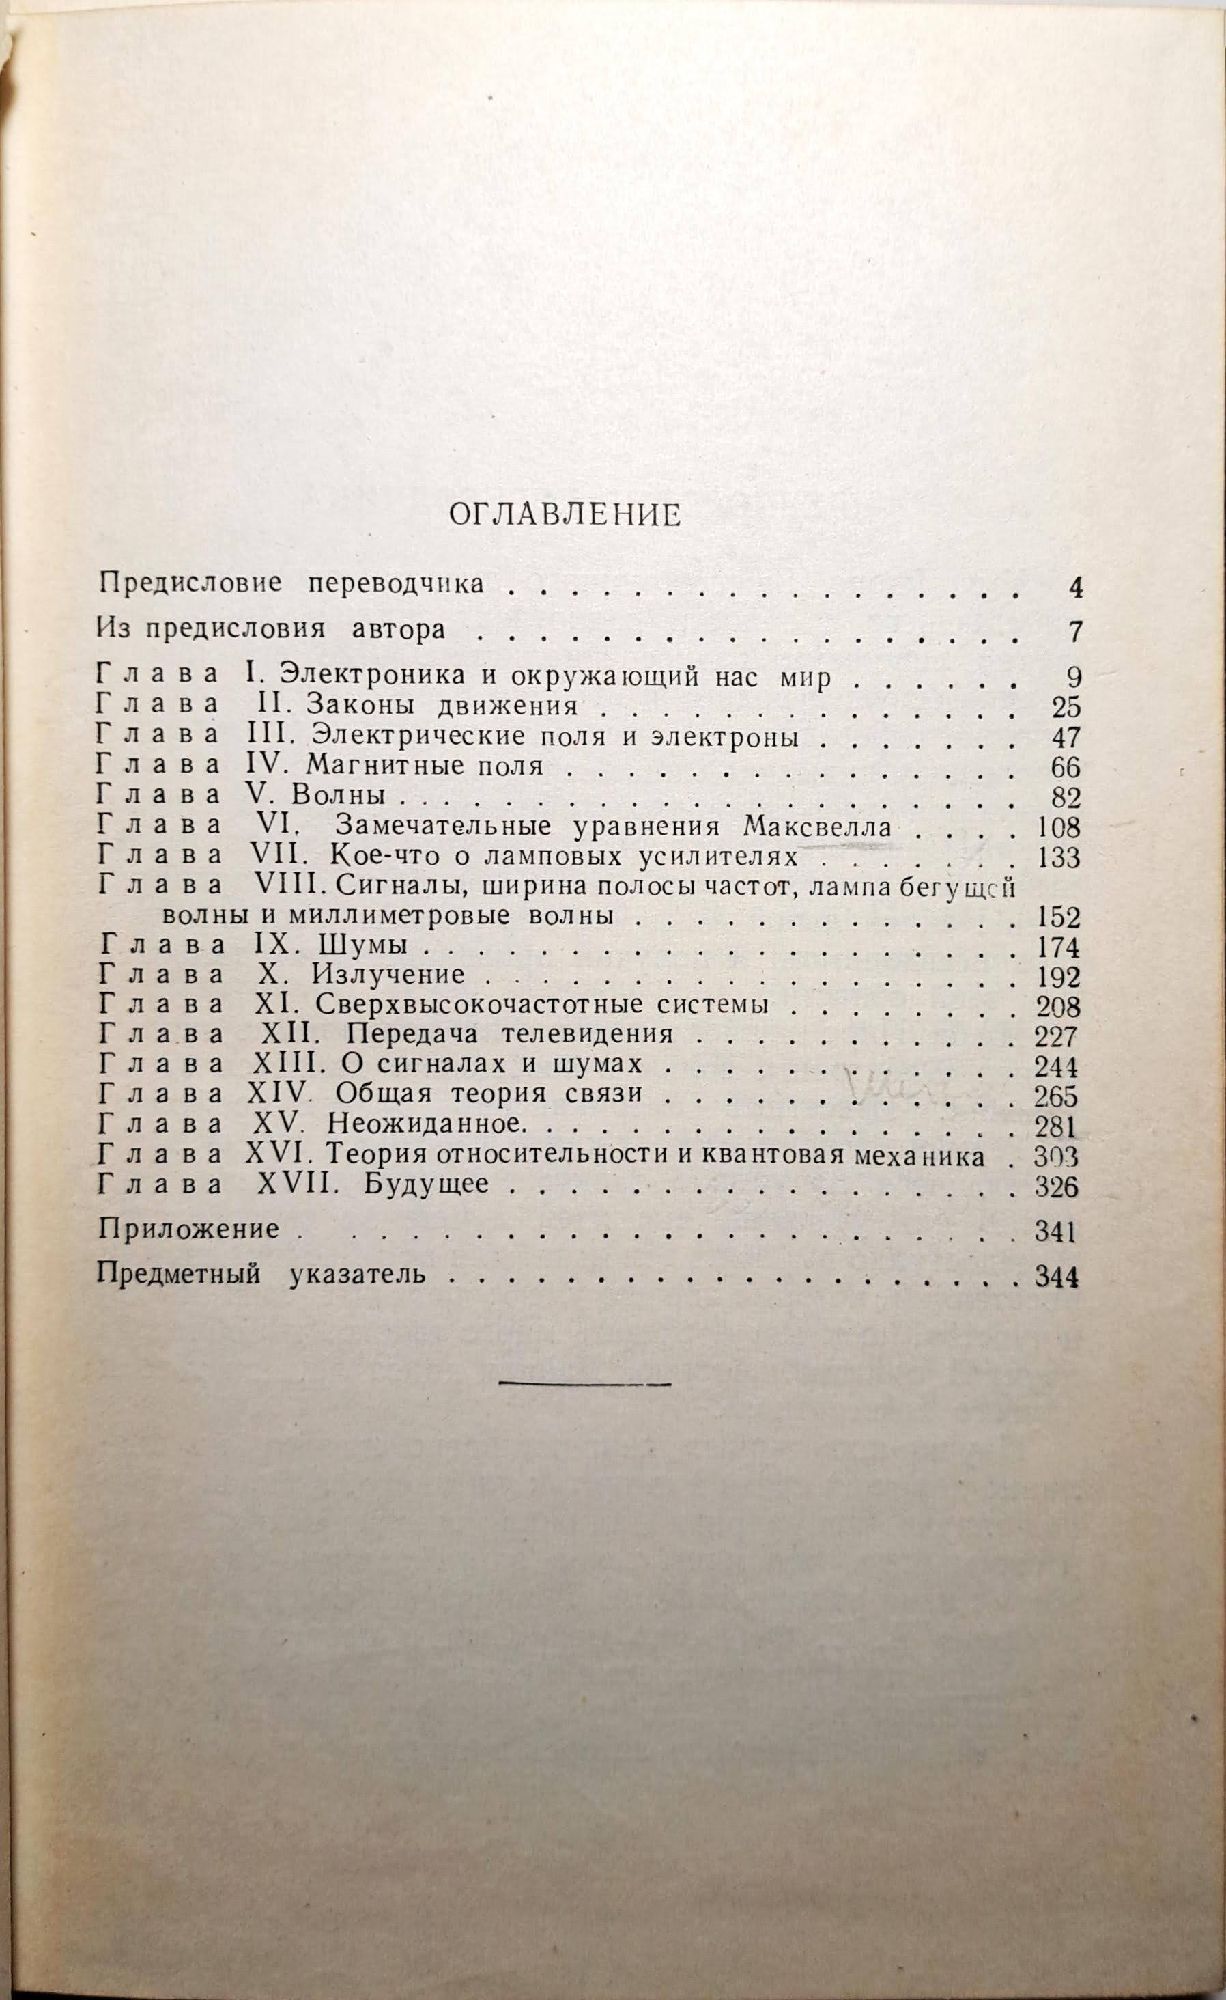 ОГЛАВЛЕНИЕ
Предисловие переводчика . . . . . . . . . . . . . . . . . 4
Из предисловия автора . . . . . . . . . . . . . . . . . . 7
Глава I. Электроника и окружающий нас мир . . . . . . 9
Глава II. Законы движения . . . . . . . . . . . . . . 25
Глава III. Электрические поля и электроны . . . . . . . 47
Глава IV. Магнитные поля . . . . . . . . . . . . . . . 66
Глава V. Волны . . . . . . . . . . . . . . . . . . . . 82
Глава VI. Замечательные уравнения Максвелла . . . . 108
Глава VII. Кое-что о ламповых усилителях . . . . . . . 133
Глава VIII. Сигналы, ширина полосы частот, лампа бегущей
волны и миллиметровые волны . . . . . . . . . . . . . 152
Глава IX. Шумы . . . . . . . . . . . . . . . . . . . 174
Глава X. Излучение . . . . . . . . . . . . . . . . . 192
Глава XI. Сверхвысокочастотные системы . . . . . . . . 208
Глава XII. Передача телевидения . . . . . . . . . . . 227
Глава XIII. О сигналах и шумах . . . . . . . . . . . . 244
Глава XIV. Общая теория связи . . . . . . . . . . . . 265
Глава XV. Неожиданное. . . . . . . . . . . . . . . . 281
Глава XVI. Теория относительности и квантовая механика . 303
Глава XVII. Будущее . . . . . . . . . . . . . . . . . 326
Приложение . . . . . . . . . . . . . . . . . . . . . . 341
Предметный указатель . . . . . . . . . . . . . . . . . . . 344